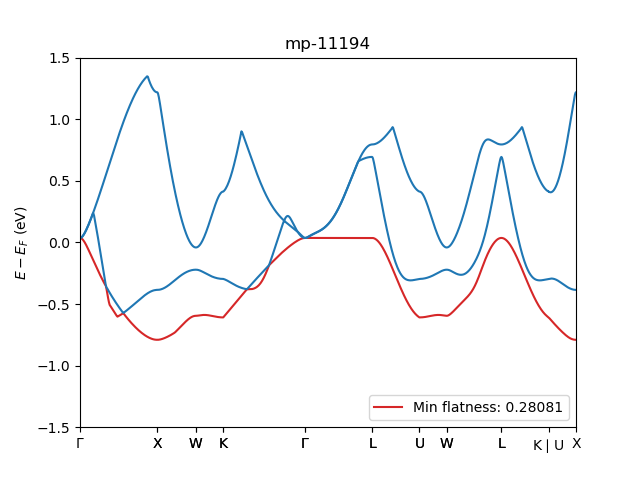 mp-11194
E − E_F (eV)
1.5
1.0
0.5
0.0
−0.5
−1.0
−1.5
Min flatness: 0.28081
Γ X W K Γ L U W L K | U X